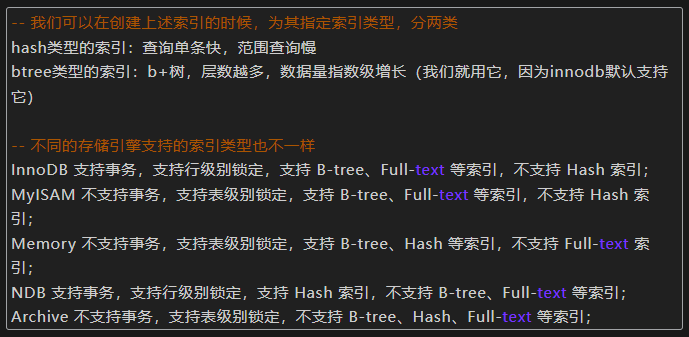 -- 我们可以在创建上述索引的时候，为其指定索引类型，分两类
hash类型的索引：查询单条快，范围查询慢
btree类型的索引：b+树，层数越多，数据量指数级增长（我们就用它，因为innodb默认支持
它）
-- 不同的存储引擎支持的索引类型也不一样
InnoDB 支持事务，支持行级别锁定，支持 B-tree、Full-text 等索引，不支持 Hash 索引；
MyISAM 不支持事务，支持表级别锁定，支持 B-tree、Full-text 等索引，不支持 Hash 索
引；
Memory 不支持事务，支持表级别锁定，支持 B-tree、Hash 等索引，不支持 Full-text 索
引；
NDB 支持事务，支持行级别锁定，支持 Hash 索引，不支持 B-tree、Full-text 等索引；
Archive 不支持事务，支持表级别锁定，不支持 B-tree、Hash、Full-text 等索引；